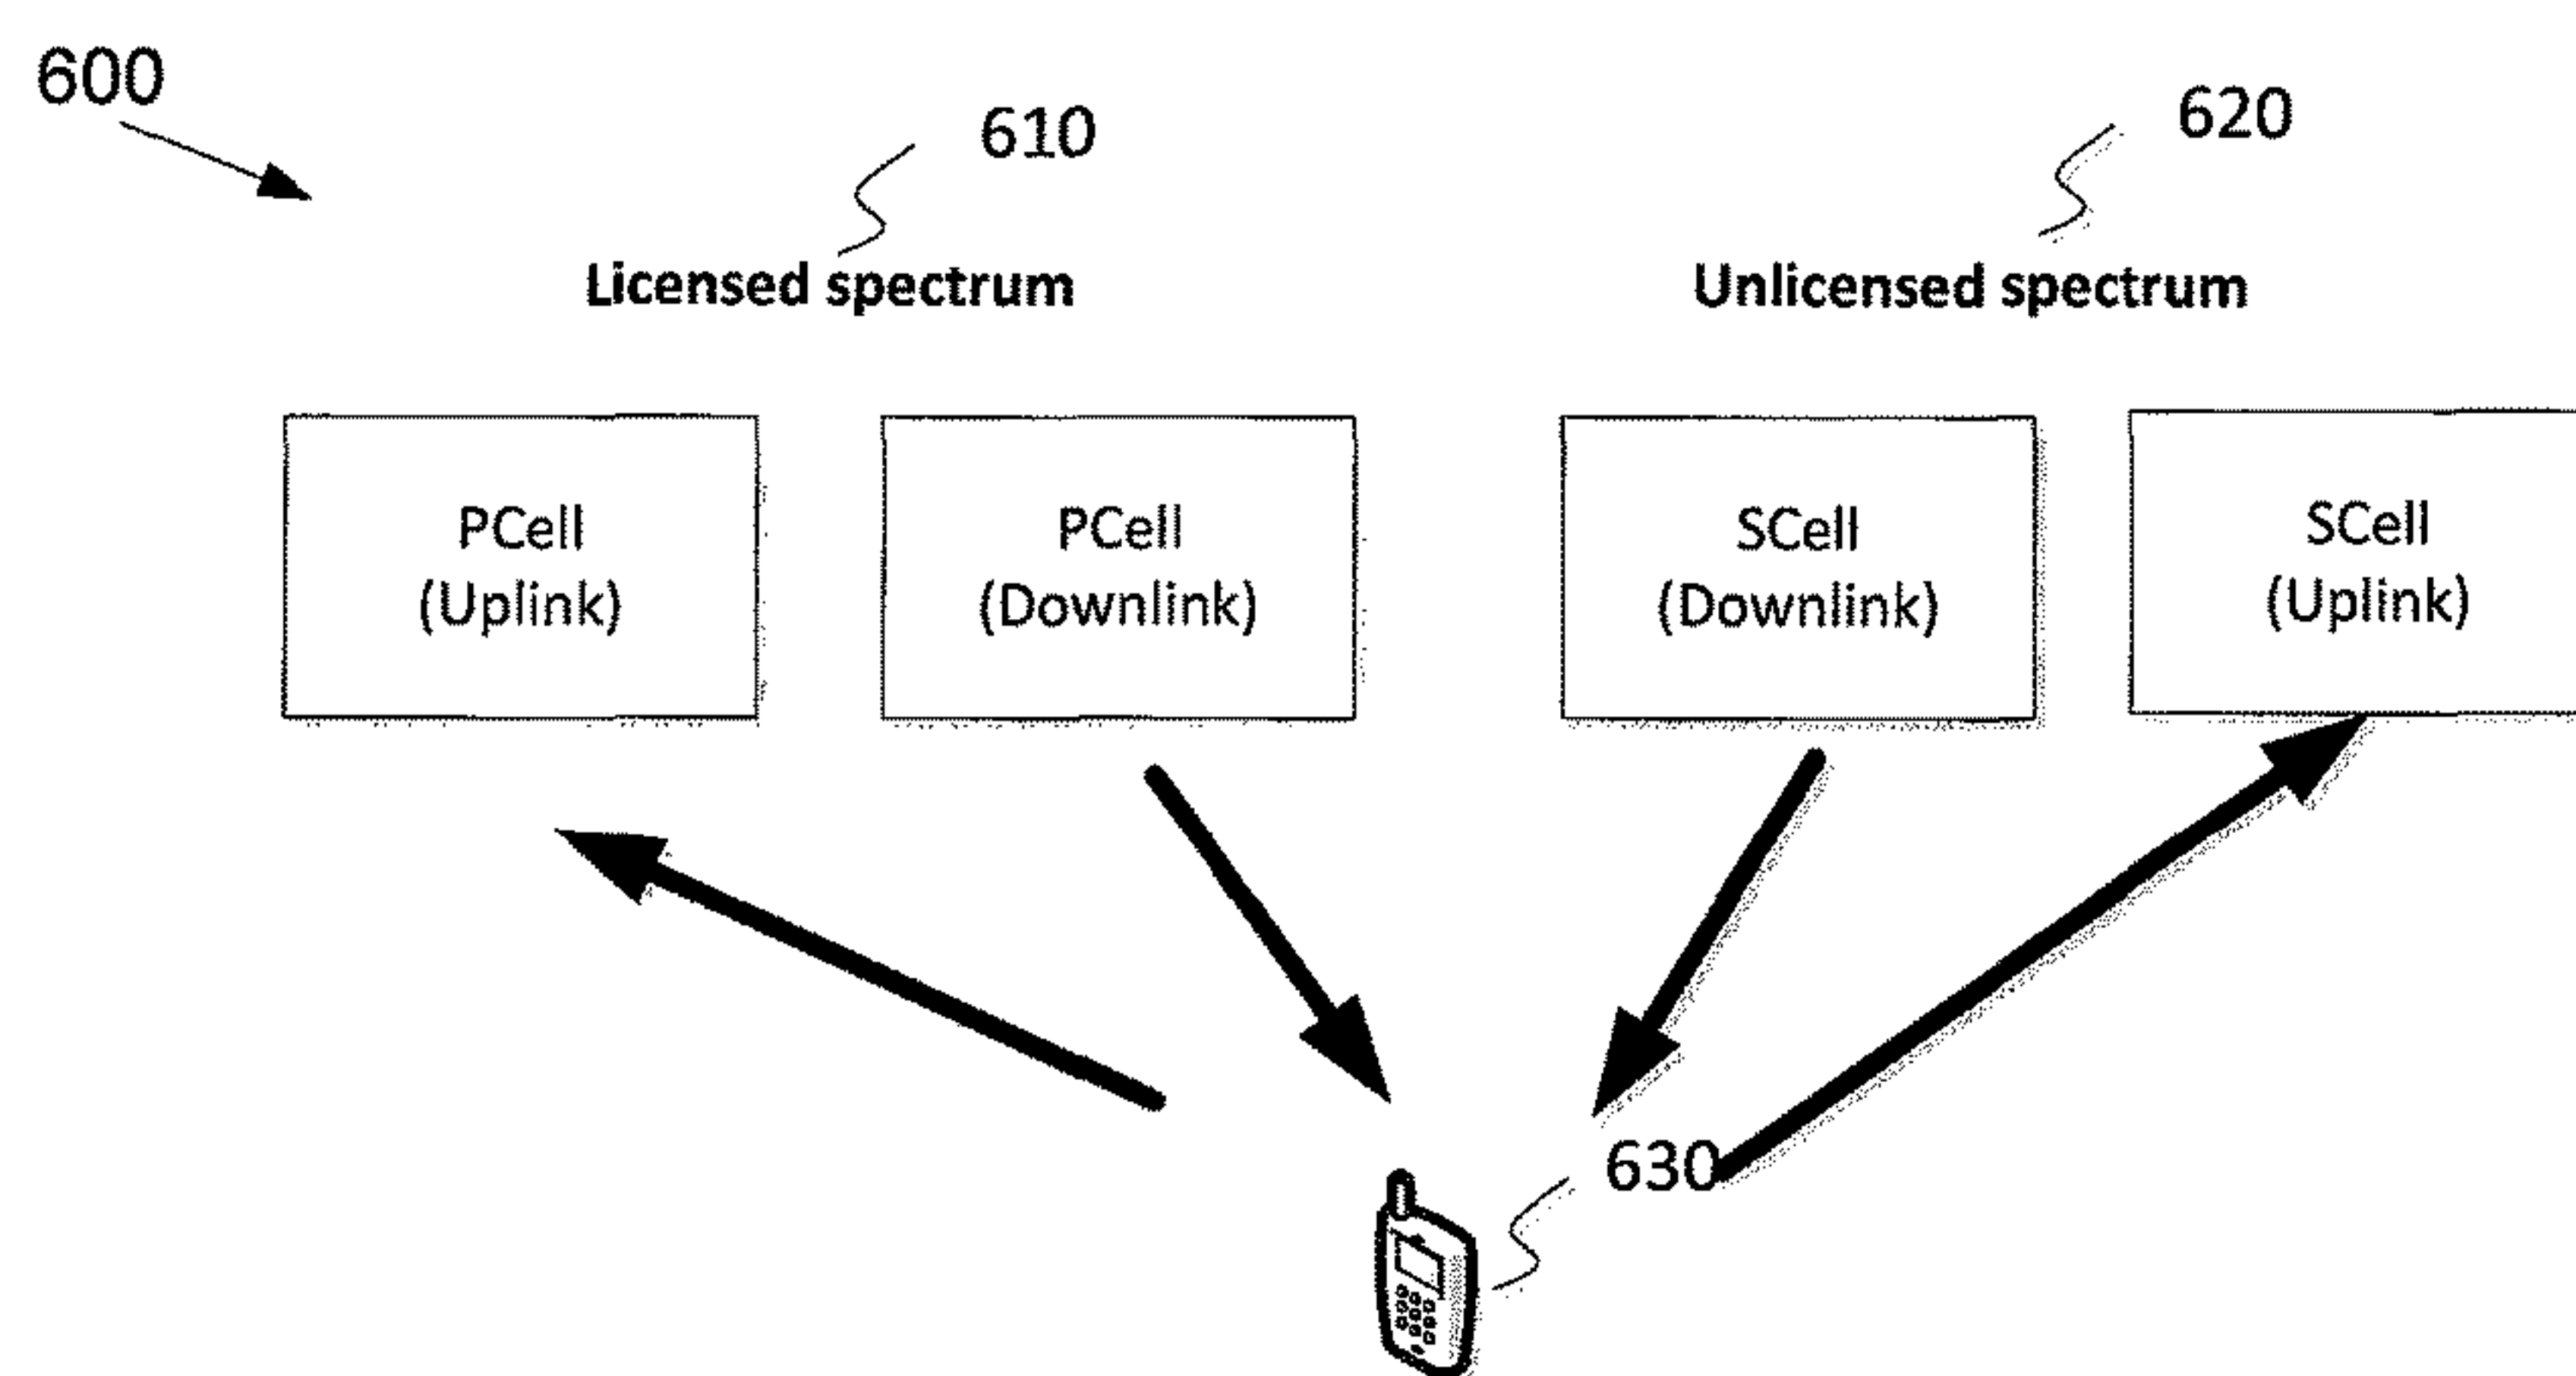 600
610
620
Licensed spectrum
Unlicensed spectrum
PCell
(Uplink)
PCell
(Downlink)
SCell
(Downlink)
SCell
(Uplink)
630